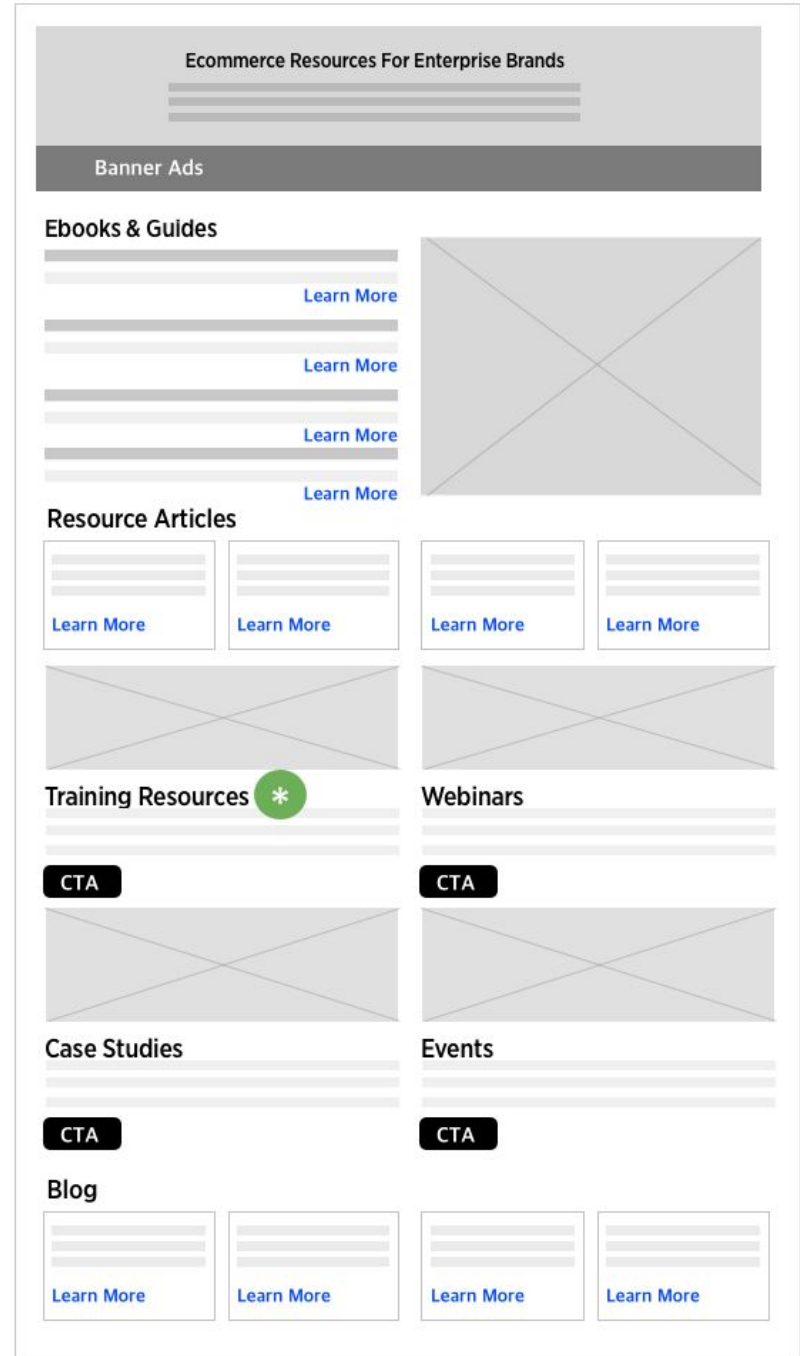 Ecommerce Resources For Enterprise Brands
Banner Ads
Ebooks & Guides
Learn More
Learn More
Learn More
Learn More
Resource Articles
Learn More Learn More Learn More Learn More
Training Resources * Webinars
CTA CTA
Case Studies Events
CTA CTA
Blog
Learn More Learn More Learn More Learn More